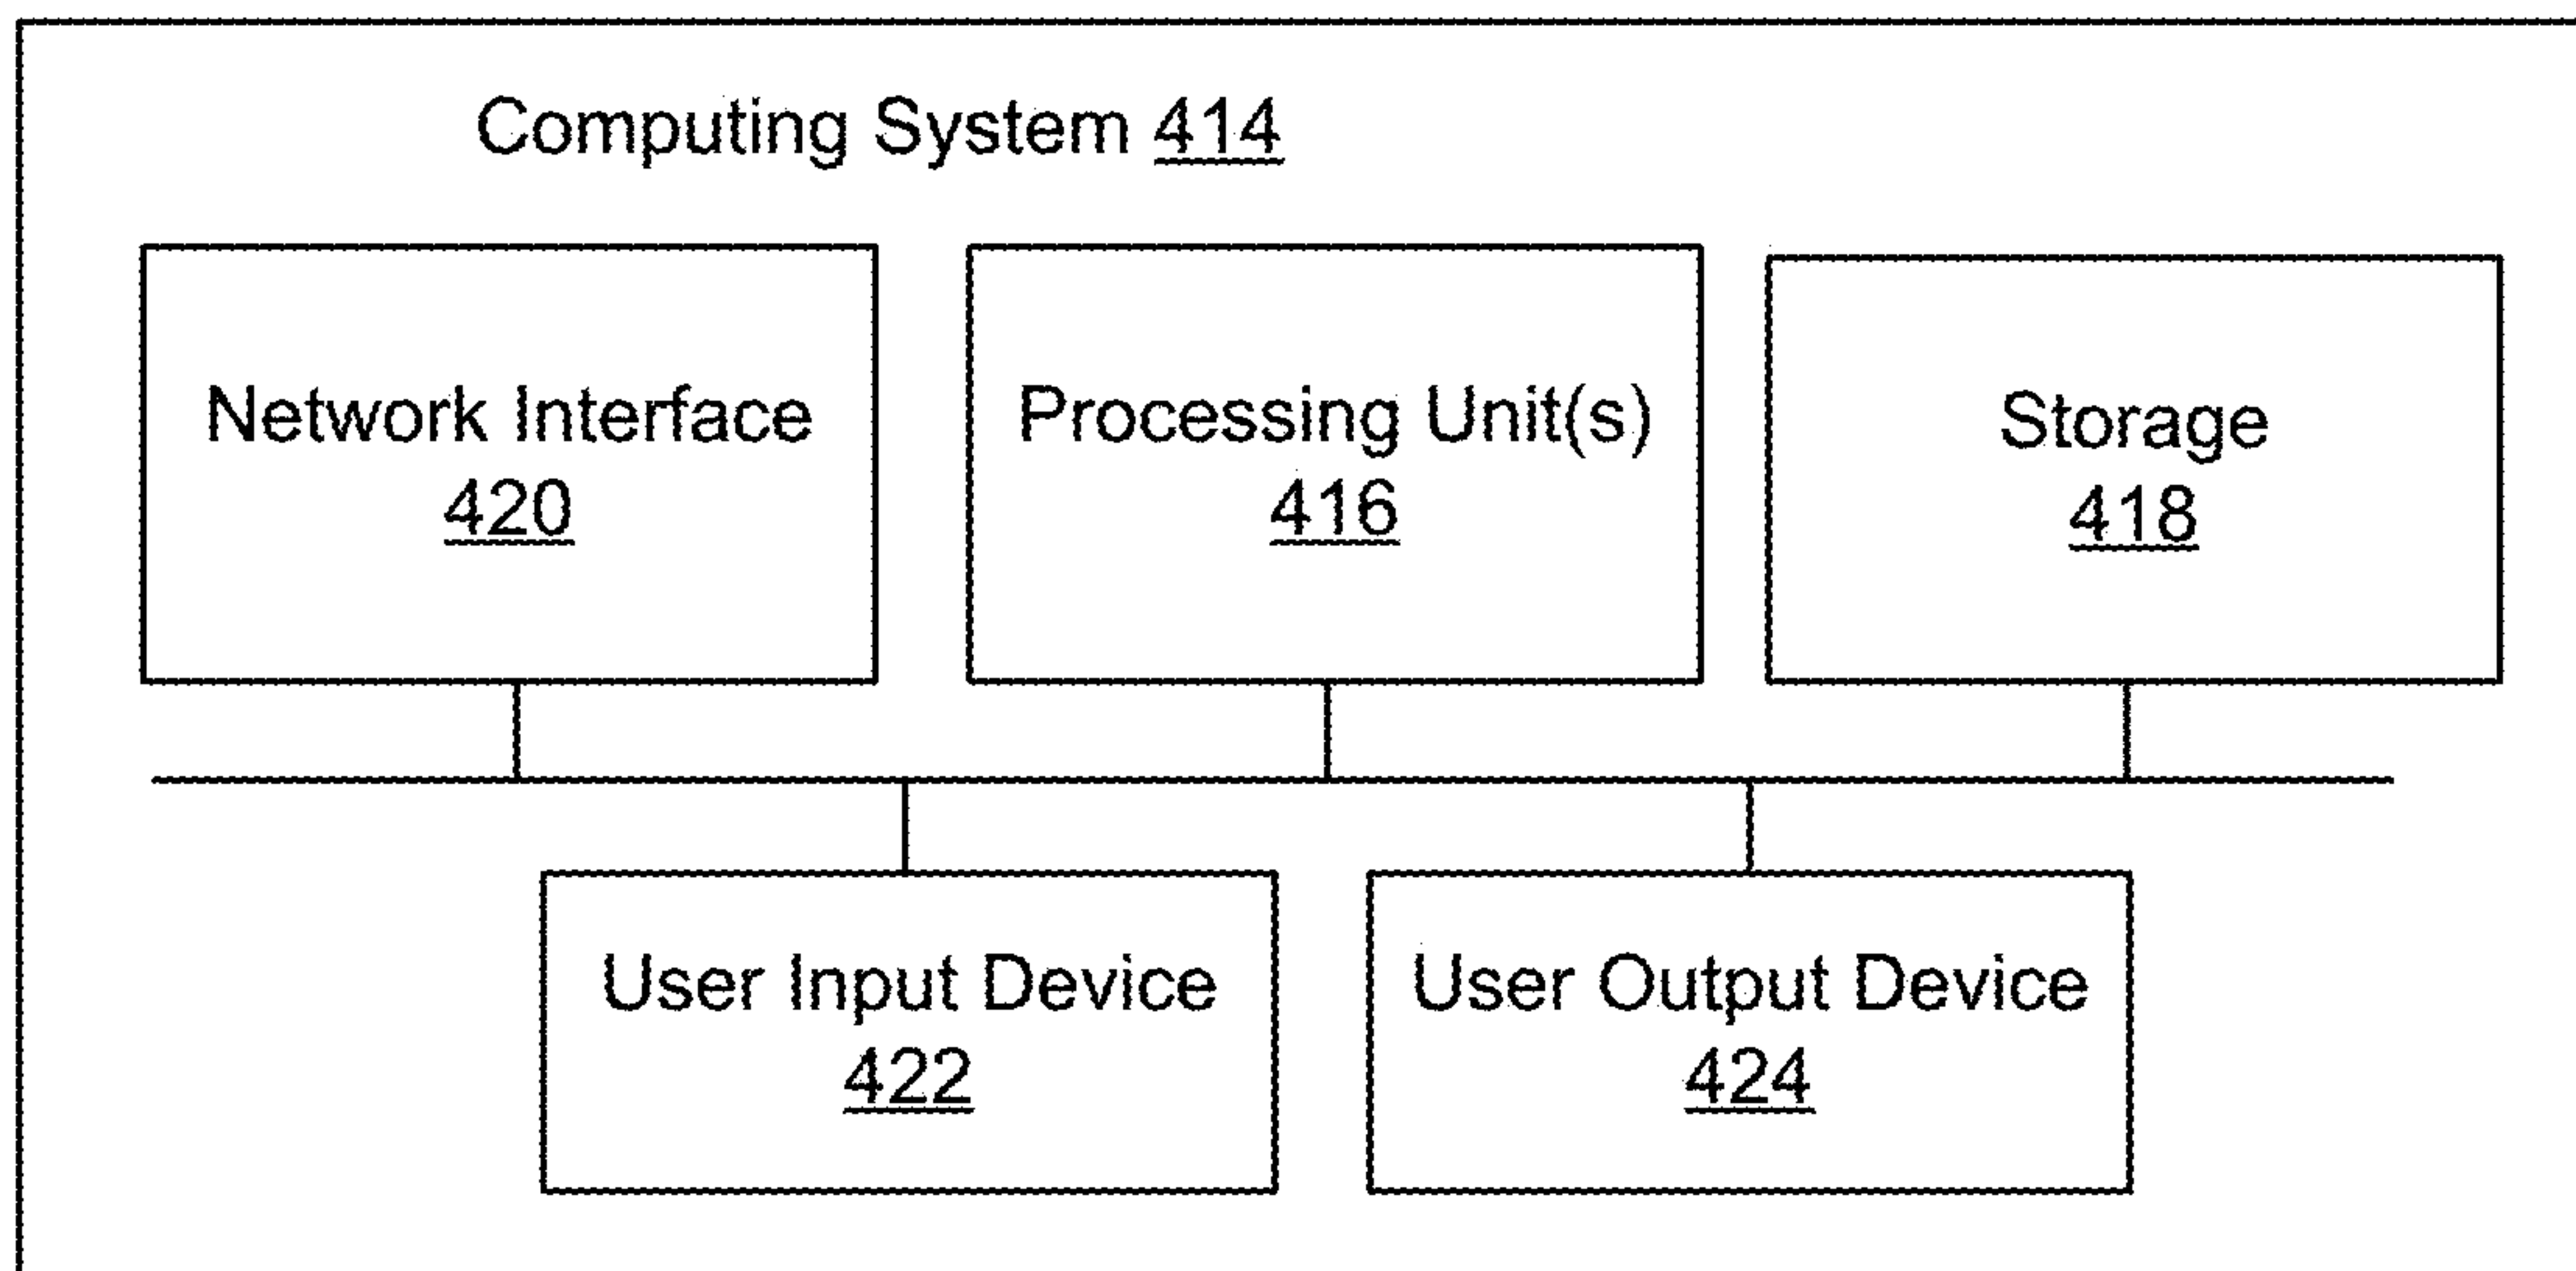 Computing System 414
Network Interface
420
Processing Unit(s)
416
Storage
418
User Input Device
422
User Output Device
424